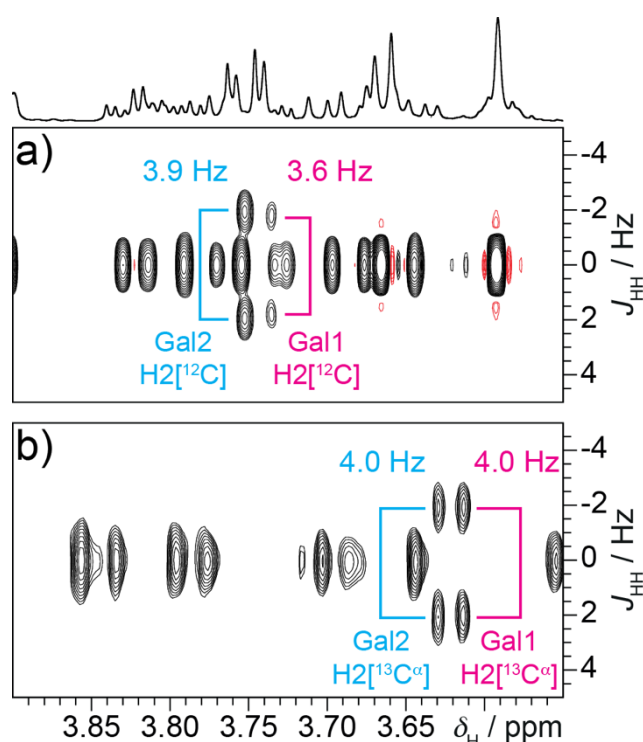 a)
3.9 Hz 3.6 Hz
-4
-2
0
2
4
J_HH / Hz
Gal2 Gal1
H2[¹²C] H2[¹²C]
b)
4.0 Hz 4.0 Hz
-4
-2
0
2
4
J_HH / Hz
Gal2 Gal1
H2[¹³Cᵅ] H2[¹³Cᵅ]
3.85 3.80 3.75 3.70 3.65 δ_H / ppm